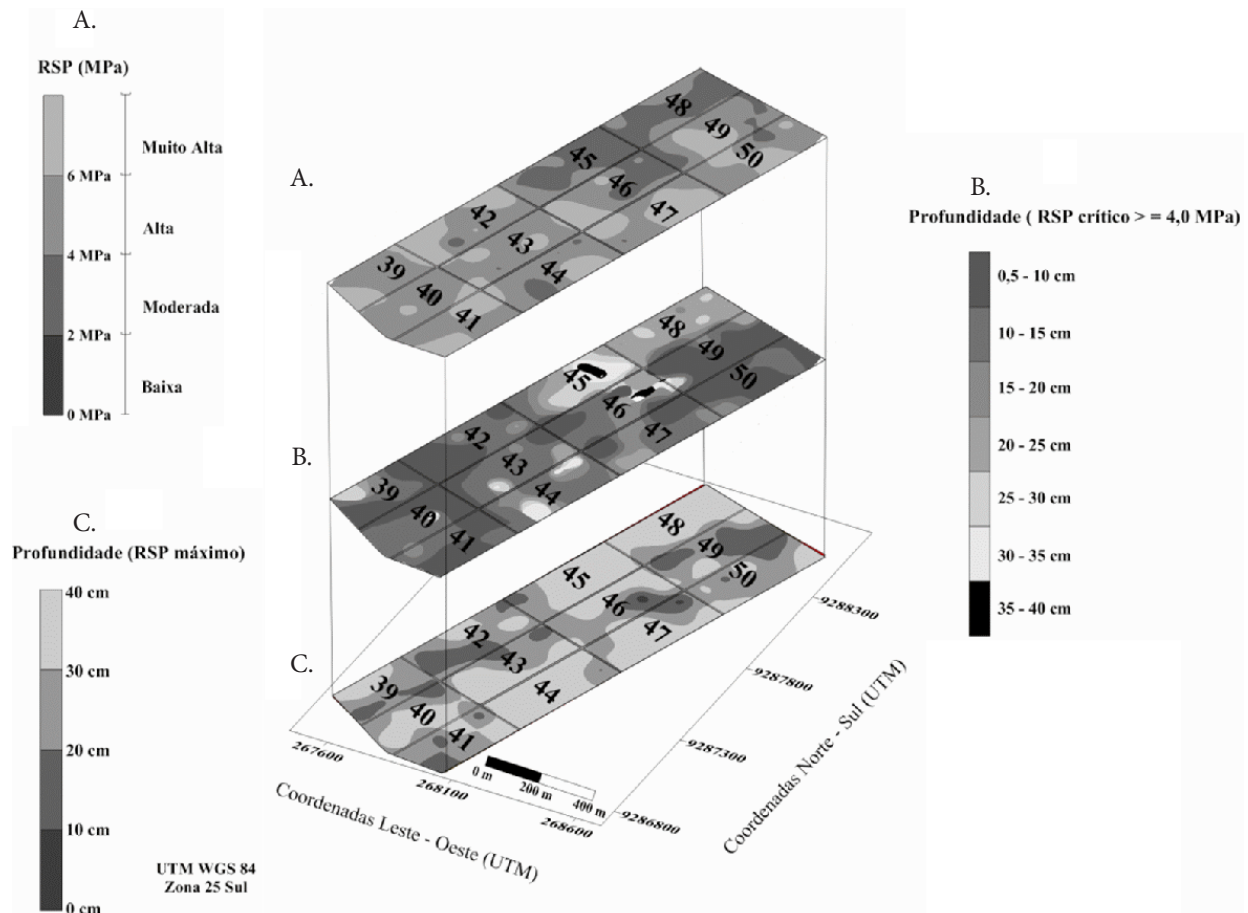 A.
RSP (MPa)
Muito Alta
6 MPa
Alta
4 MPa
Moderada
2 MPa
Baixa
0 MPa
A.
48
49
50
45
46
47
42
43
44
39
40
41
B.
Profundidade ( RSP crítico > = 4,0 MPa)
0,5 - 10 cm
10 - 15 cm
15 - 20 cm
20 - 25 cm
25 - 30 cm
30 - 35 cm
35 - 40 cm
B.
48
49
50
45
46
47
42
43
44
39
40
41
C.
Profundidade (RSP máximo)
40 cm
30 cm
20 cm
10 cm
0 cm
C.
48
49
50
45
46
47
42
43
44
39
40
41
9288300
9287800
9287300
9286800
Coordenadas Norte - Sul (UTM)
267600
268100
268600
Coordenadas Leste - Oeste (UTM)
0 m
200 m
400 m
UTM WGS 84
Zona 25 Sul